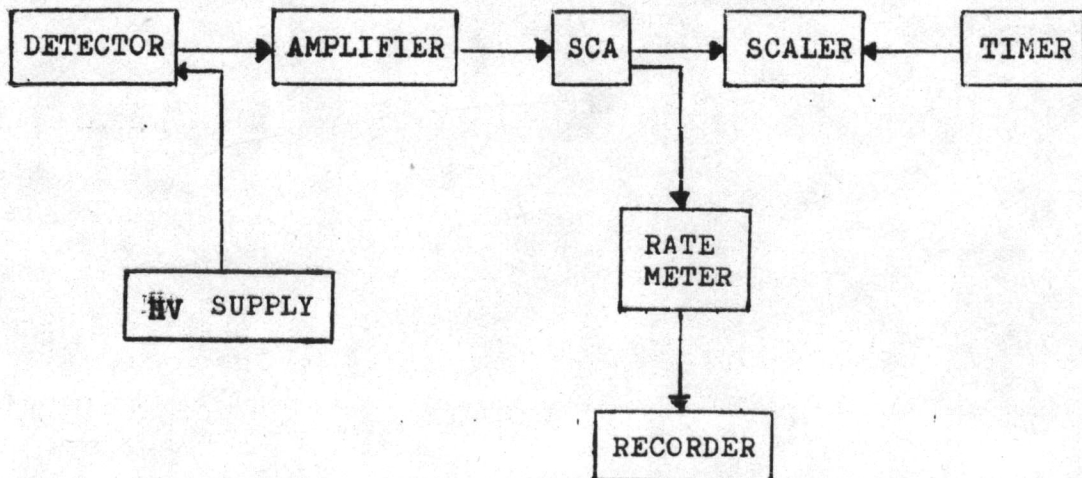 DETECTOR
AMPLIFIER
SCA
SCALER
TIMER
RATE
METER
HV SUPPLY
RECORDER